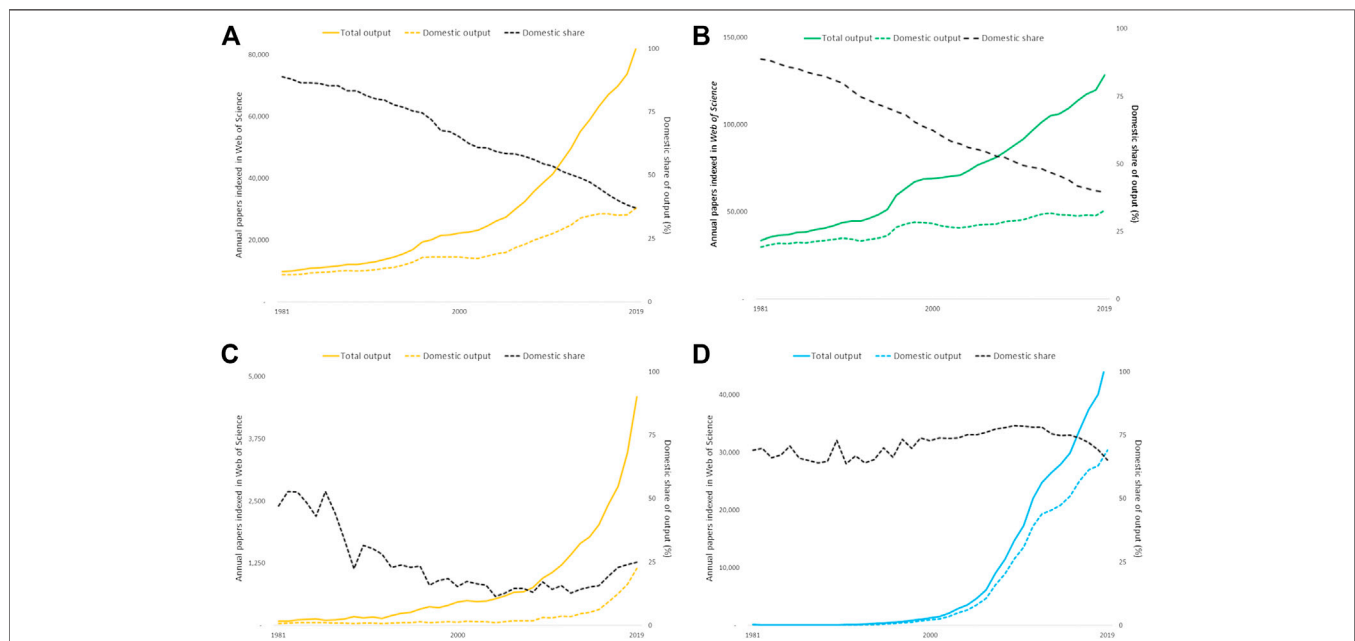 A
Total output Domestic output Domestic share
80,000
60,000
40,000
20,000
-
100
75
50
25
0
Annual papers indexed in Web of Science
Domestic share of output (%)
1981 2000 2019
B
Total output Domestic output Domestic share
150,000
100,000
50,000
-
100
75
50
25
0
Annual papers indexed in Web of Science
Domestic share of output (%)
1981 2000 2019
C
Total output Domestic output Domestic share
5,000
3,750
2,500
1,250
-
100
75
50
25
0
Annual papers indexed in Web of Science
Domestic share of output (%)
1981 2000 2019
D
Total output Domestic output Domestic share
40,000
30,000
20,000
10,000
-
100
75
50
25
0
Annual papers indexed in Web of Science
Domestic share of output (%)
1981 2000 2019